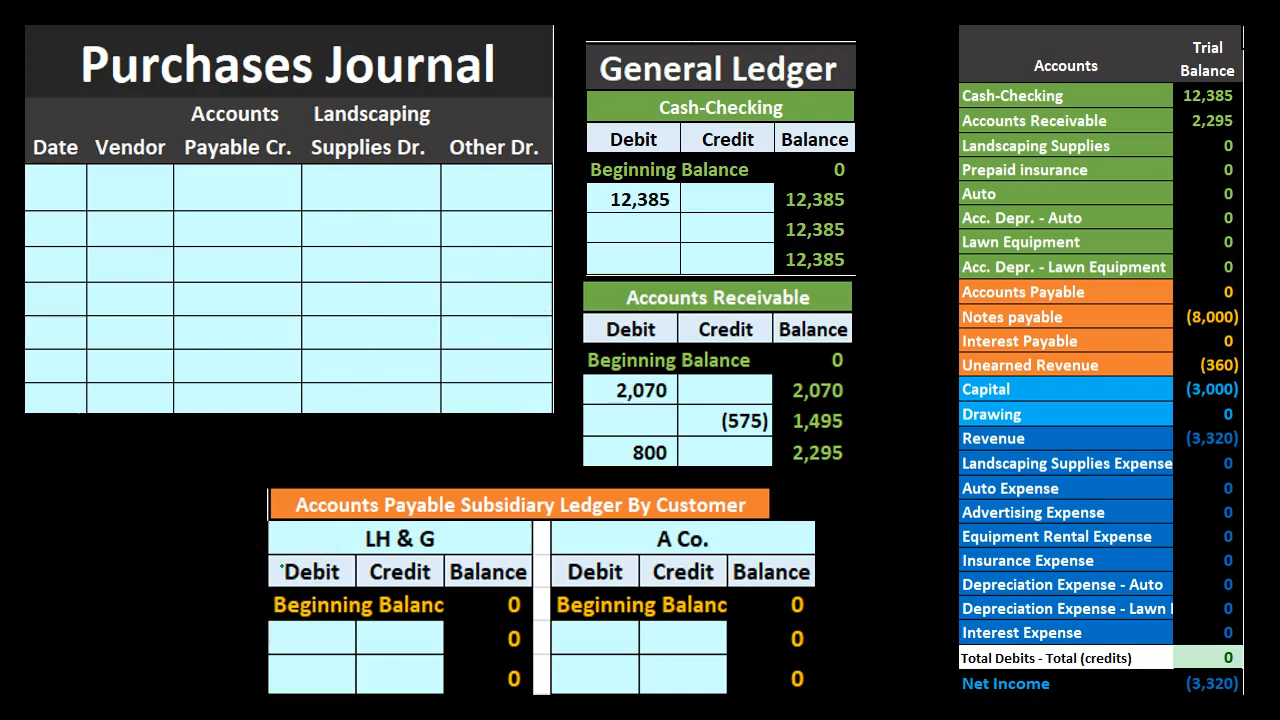 Purchases Journal
Accounts Landscaping
Date Vendor Payable Cr. Supplies Dr. Other Dr.
General Ledger
Cash-Checking
Debit Credit Balance
Beginning Balance 0
12,385 12,385
12,385
12,385
Accounts Receivable
Debit Credit Balance
Beginning Balance 0
2,070 2,070
(575) 1,495
800 2,295
Accounts Payable Subsidiary Ledger By Customer
LH & G A Co.
Debit Credit Balance Debit Credit Balance
Beginning Balanc 0 Beginning Balanc 0
0 0
0 0
Trial
Accounts Balance
Cash-Checking 12,385
Accounts Receivable 2,295
Landscaping Supplies 0
Prepaid insurance 0
Auto 0
Acc. Depr. - Auto 0
Lawn Equipment 0
Acc. Depr. - Lawn Equipment 0
Accounts Payable 0
Notes payable (8,000)
Interest Payable 0
Unearned Revenue (360)
Capital (3,000)
Drawing 0
Revenue (3,320)
Landscaping Supplies Expense 0
Auto Expense 0
Advertising Expense 0
Equipment Rental Expense 0
Insurance Expense 0
Depreciation Expense - Auto 0
Depreciation Expense - Lawn 0
Interest Expense 0
Total Debits - Total (credits) 0
Net Income (3,320)